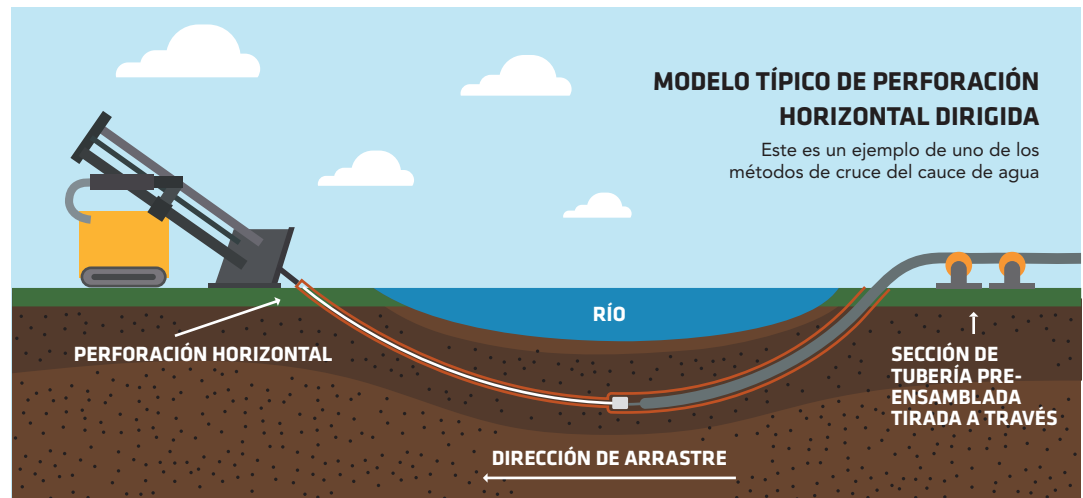 MODELO TÍPICO DE PERFORACIÓN
HORIZONTAL DIRIGIDA
Este es un ejemplo de uno de los
métodos de cruce del cauce de agua
RÍO
PERFORACIÓN HORIZONTAL
SECCIÓN DE
TUBERÍA PRE-
ENSAMBLADA
TIRADA A TRAVÉS
DIRECCIÓN DE ARRASTRE